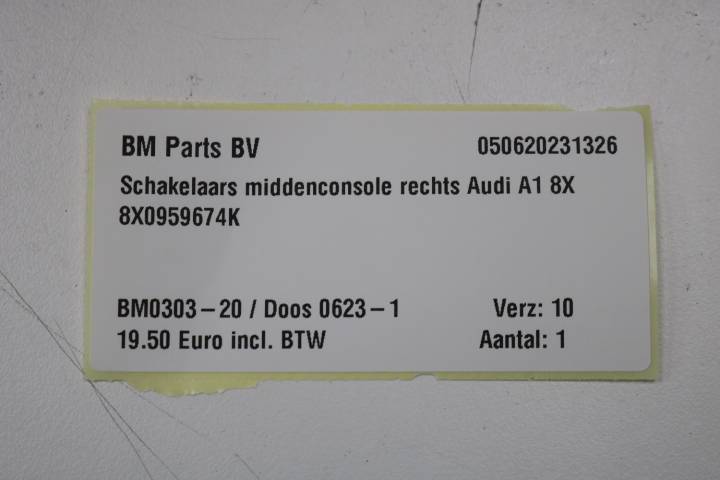 BM Parts BV 050620231326
Schakelaars middenconsole rechts Audi A1 8X
8X0959674K
BM0303-20 / Doos 0623-1 Verz: 10
19.50 Euro incl. BTW Aantal: 1